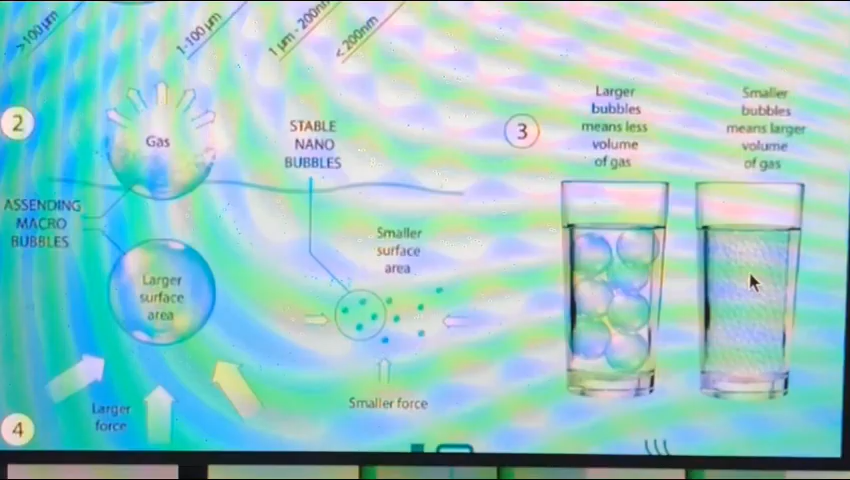 >100 µm
1-100 µm
1 µm - 200nm
<200nm
2
Gas
STABLE
NANO
BUBBLES
3
Larger
bubbles
means less
volume
of gas
Smaller
bubbles
means larger
volume
of gas
ASSENDING
MACRO
BUBBLES
Larger
surface
area
Smaller
surface
area
Larger
force
Smaller force
4